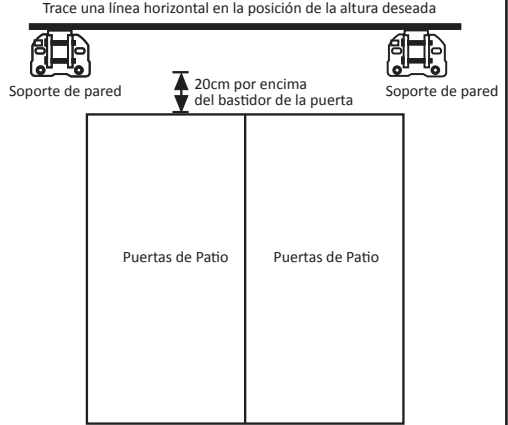 Trace una línea horizontal en la posición de la altura deseada
Soporte de pared
20cm por encima
del bastidor de la puerta
Soporte de pared
Puertas de Patio
Puertas de Patio